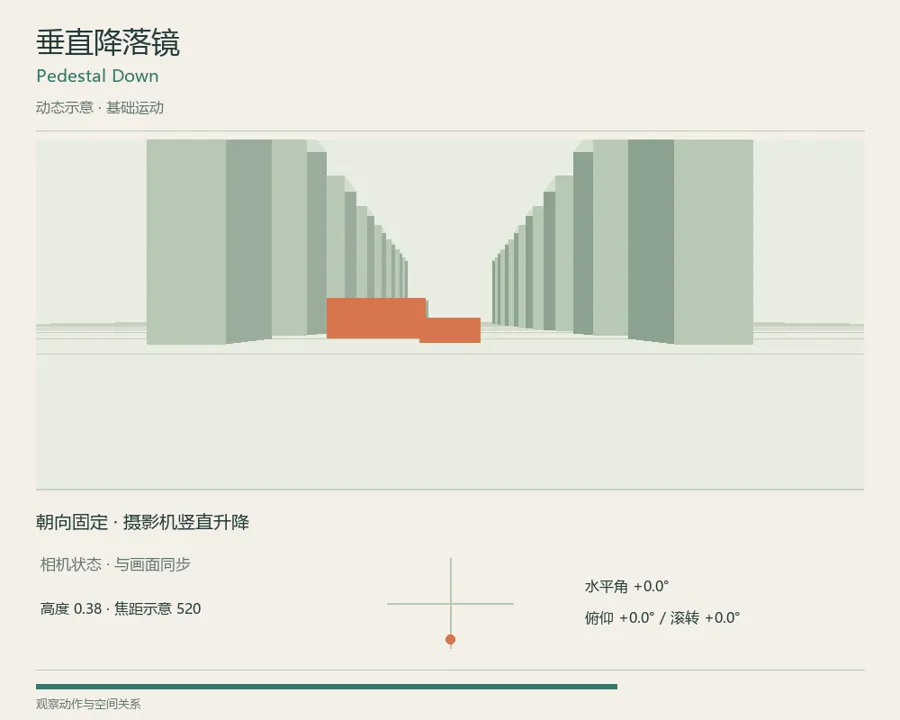 垂直降落镜
Pedestal Down
动态示意 · 基础运动
朝向固定 · 摄影机竖直升降
相机状态 · 与画面同步
高度 0.38 · 焦距示意 520
水平角 +0.0°
俯仰 +0.0° / 滚转 +0.0°
观察动作与空间关系